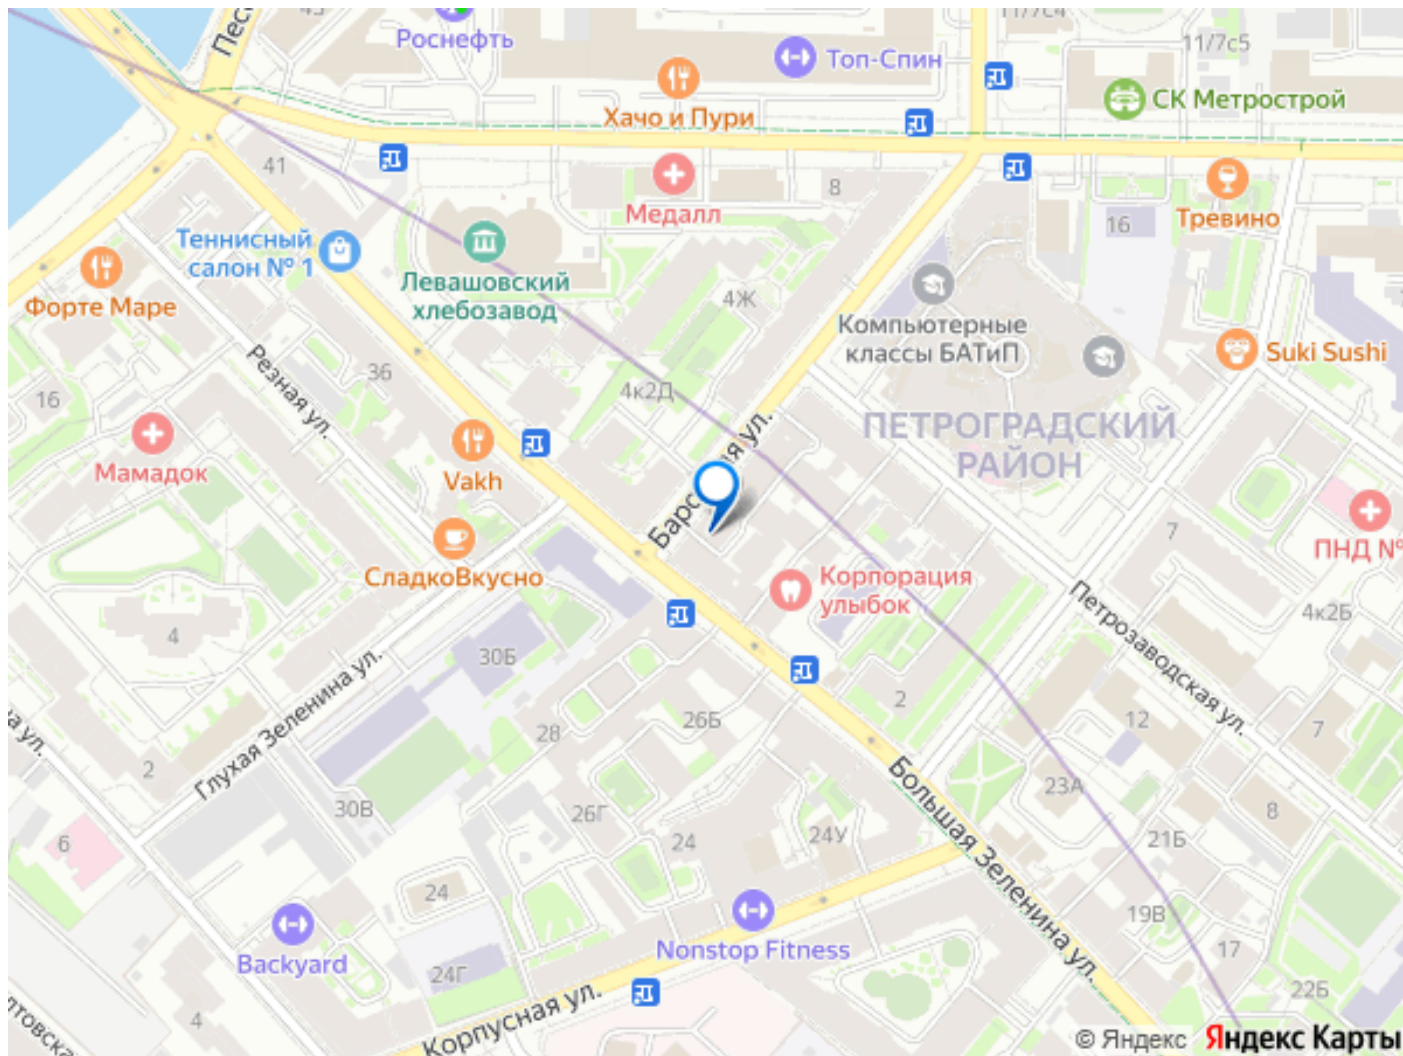 Роснефть
Топ-Спин
11/7с5
СК Метрострой
Хачо и Пури
41
Медалл
8
Тревино
16
Теннисный
салон № 1
Левашовский
хлебозавод
Форте Маре
4Ж
Компьютерные
классы БАТиП
Suki Sushi
Резная ул.
36
16
4к2Д
ПЕТРОГРАДСКИЙ
РАЙОН
Мамадок
Vakh
7
ПНД №
СладкоВкусно
Корпорация
улыбок
Петрозаводская ул.
4к2Б
4
30Б
Глухая Зеленина ул.
2
26Б
28
12
7
2
30В
26Г
23А
8
Большая Зеленина ул.
6
24
24У
21Б
24
19В
17
Backyard
Nonstop Fitness
24Г
22Б
4
Корпусная ул.
© Яндекс Яндекс Карты